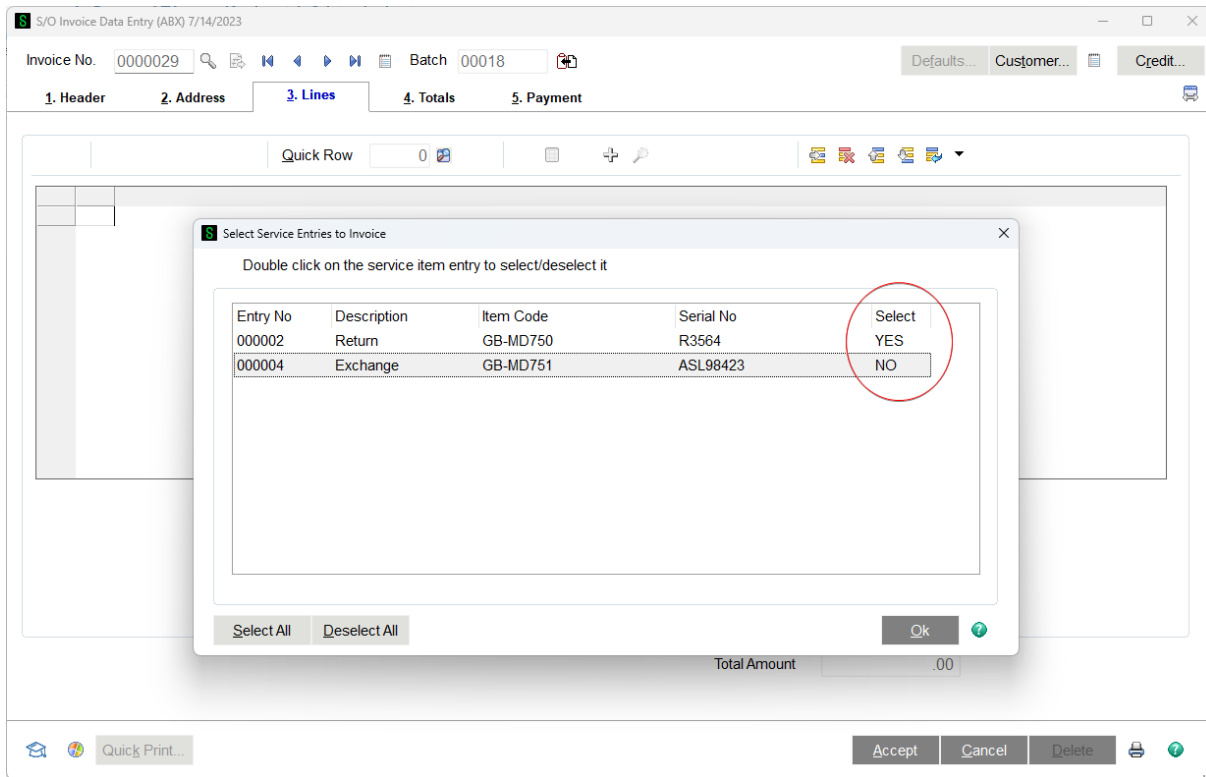 S/O Invoice Data Entry (ABX) 7/14/2023
Invoice No. 0000029 Batch 00018 Defaults... Customer... Credit...
1. Header 2. Address 3. Lines 4. Totals 5. Payment
Quick Row 0
Select Service Entries to Invoice
Double click on the service item entry to select/deselect it
Entry No Description Item Code Serial No Select
000002 Return GB-MD750 R3564 YES
000004 Exchange GB-MD751 ASL98423 NO
Select All Deselect All Ok
Total Amount .00
Quick Print... Accept Cancel Delete